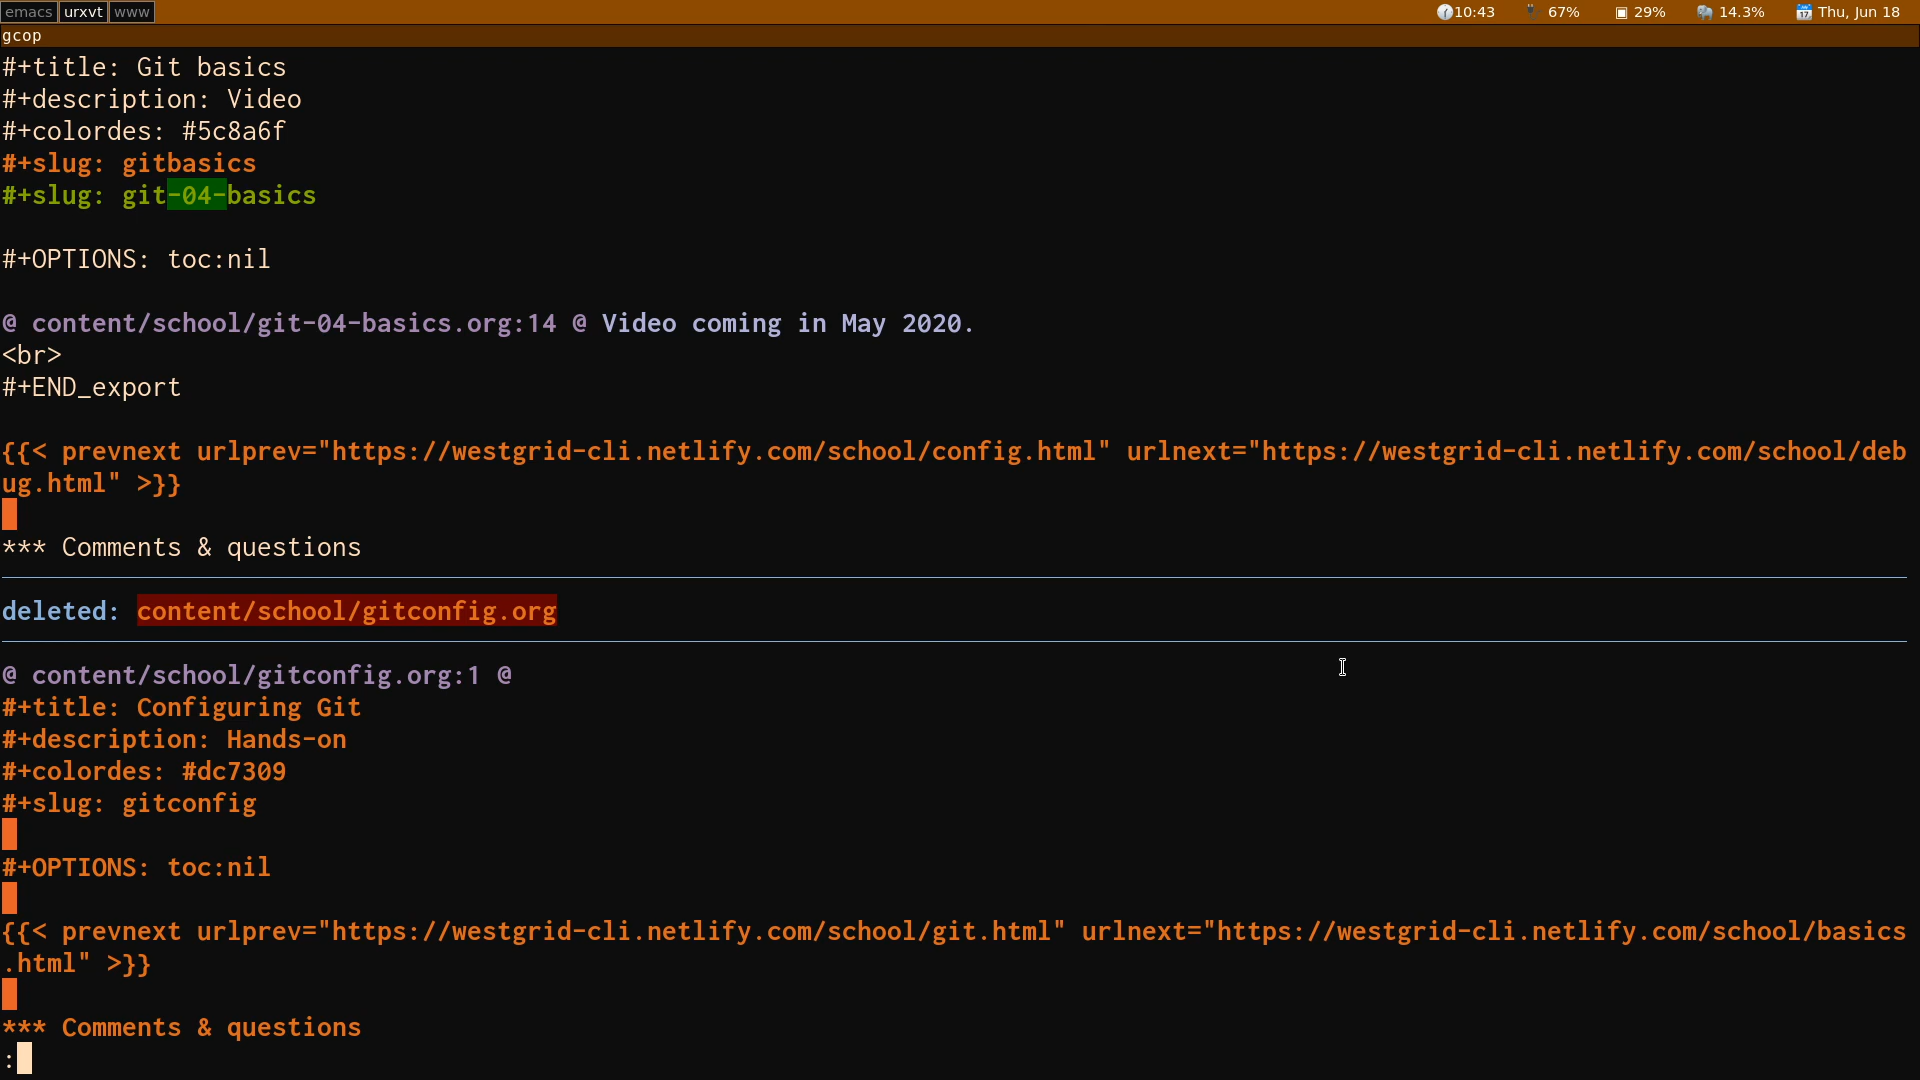 emacs urxvt www 10:43 67% 29% 14.3% Thu, Jun 18
gcop
#+title: Git basics
#+description: Video
#+colordes: #5c8a6f
#+slug: gitbasics
#+slug: git-04-basics
#+OPTIONS: toc:nil
@ content/school/git-04-basics.org:14 @ Video coming in May 2020.
<br>
#+END_export
{{< prevnext urlprev="https://westgrid-cli.netlify.com/school/config.html" urlnext="https://westgrid-cli.netlify.com/school/deb
ug.html" >}}
*** Comments & questions
deleted: content/school/gitconfig.org
@ content/school/gitconfig.org:1 @
#+title: Configuring Git
#+description: Hands-on
#+colordes: #dc7309
#+slug: gitconfig
#+OPTIONS: toc:nil
{{< prevnext urlprev="https://westgrid-cli.netlify.com/school/git.html" urlnext="https://westgrid-cli.netlify.com/school/basics
.html" >}}
*** Comments & questions
: